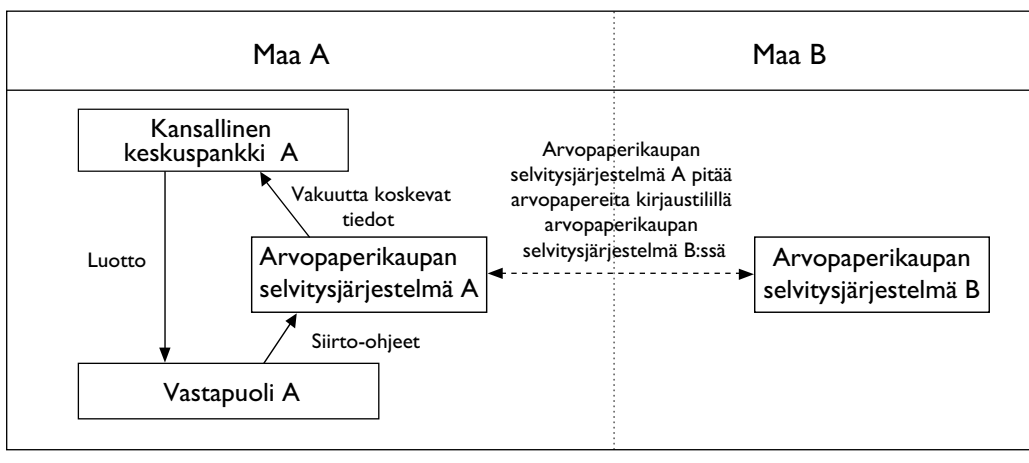 Maa A
Maa B
Kansallinen
keskuspankki A
Arvopaperikaupan
selvitysjärjestelmä A pitää
arvopapereita kirjaustilillä
arvopaperikaupan
selvitysjärjestelmä B:ssä
Vakuutta koskevat
tiedot
Luotto
Arvopaperikaupan
selvitysjärjestelmä A
Arvopaperikaupan
selvitysjärjestelmä B
Siirto-ohjeet
Vastapuoli A